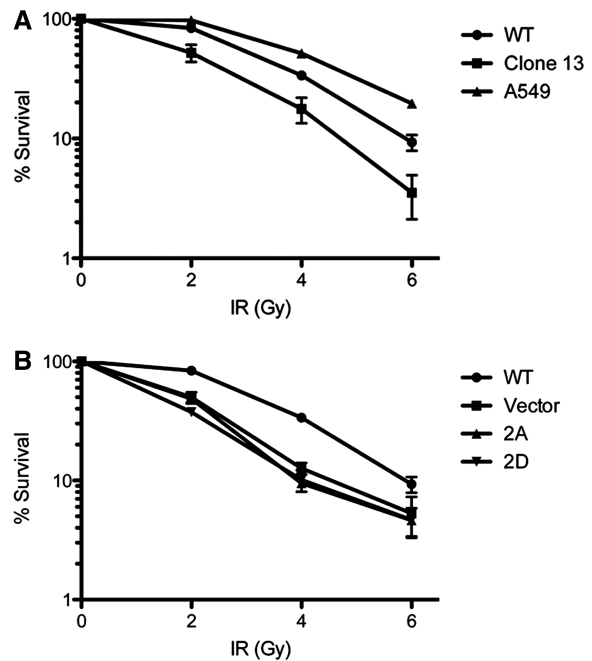 A
100
10
1
% Survival
0 2 4 6
IR (Gy)
WT
Clone 13
A549
B
100
10
1
% Survival
0 2 4 6
IR (Gy)
WT
Vector
2A
2D